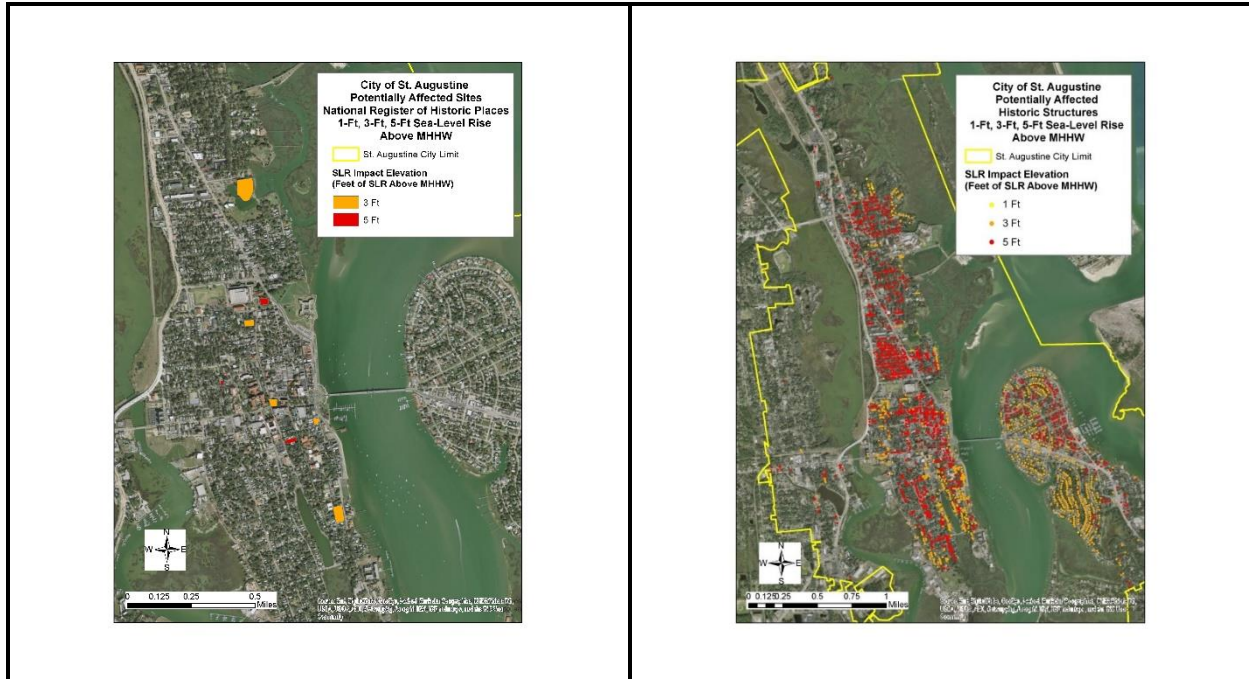 City of St. Augustine
Potentially Affected Sites
National Register of Historic Places
1-Ft, 3-Ft, 5-Ft Sea-Level Rise
Above MHHW
St. Augustine City Limit
SLR Impact Elevation
(Feet of SLR Above MHHW)
3 Ft
5 Ft
N
W E
S
0 0.125 0.25 0.5
Miles
City of St. Augustine
Potentially Affected
Historic Structures
1-Ft, 3-Ft, 5-Ft Sea-Level Rise
Above MHHW
St. Augustine City Limit
SLR Impact Elevation
(Feet of SLR Above MHHW)
1 Ft
3 Ft
5 Ft
N
W E
S
0 0.125 0.25 0.5 0.75 1
Miles